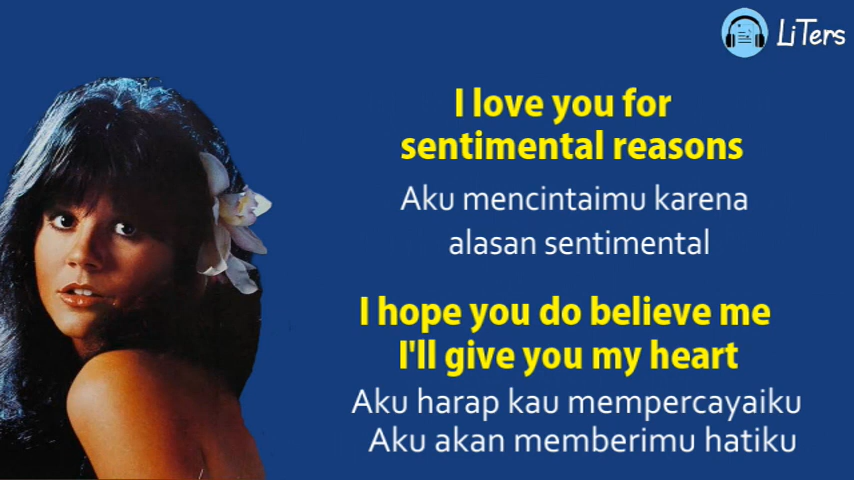 LiTers
I love you for
sentimental reasons
Aku mencintaimu karena
alasan sentimental
I hope you do believe me
I'll give you my heart
Aku harap kau mempercayaiku
Aku akan memberimu hatiku